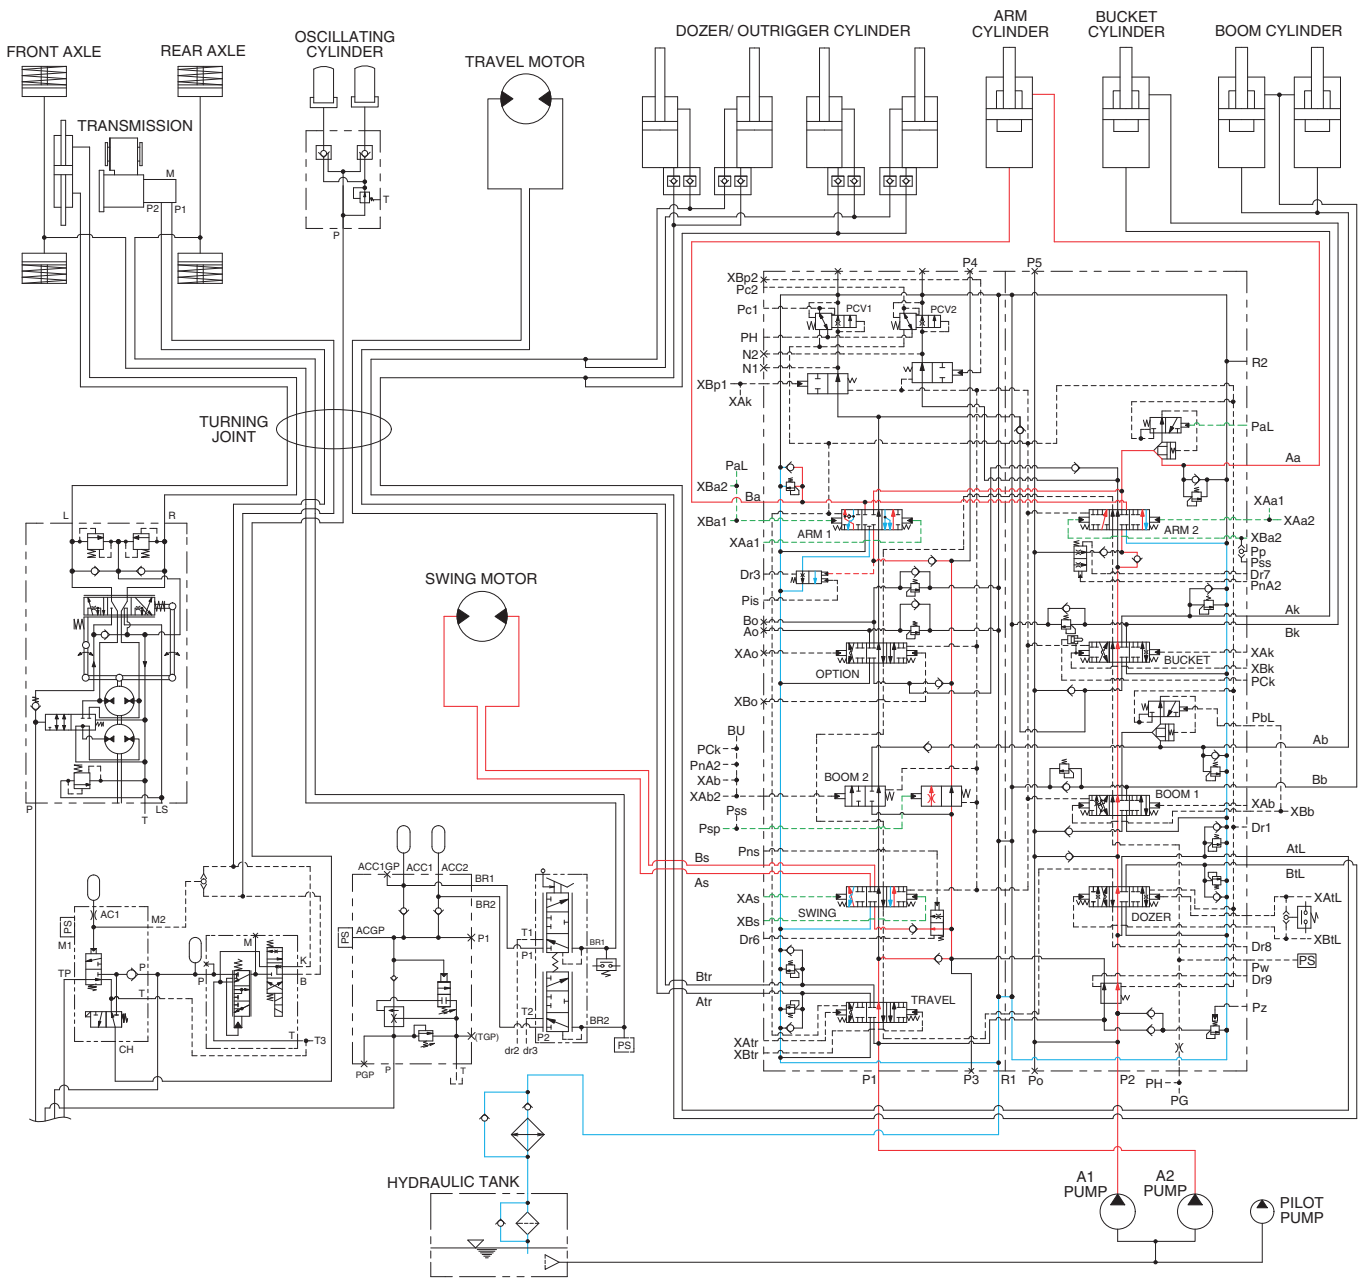 FRONT AXLE
REAR AXLE
OSCILLATING
CYLINDER
TRAVEL MOTOR
DOZER/ OUTRIGGER CYLINDER
ARM
CYLINDER
BUCKET
CYLINDER
BOOM CYLINDER
TRANSMISSION
M
P2
P1
T
P
TURNING
JOINT
P4
P5
XBp2
Pc2
Pc1
PH
N2
N1
XBp1
XAk
PCV1
PCV2
R2
PaL
Aa
PaL
XBa2
Ba
XBa1
XAa1
ARM 1
ARM 2
XAa1
XAa2
XBa2
Pp
Pss
Dr7
PnA2
Dr3
Pis
Bo
Ao
XAo
OPTION
XBo
Ak
Bk
BUCKET
XAk
XBk
PCk
PbL
Ab
Bb
BU
PCk
PnA2
XAb
XAb2
BOOM 2
Pss
Psp
BOOM 1
XAb
XBb
Dr1
AtL
BtL
Pns
Bs
As
XAs
SWING
XBs
Dr6
DOZER
XAtL
XBtL
Dr8
PS
Pw
Dr9
Pz
Btr
Atr
TRAVEL
XAtr
XBtr
P1
P3
R1
Po
P2
PH
PG
L
R
P
T
LS
SWING MOTOR
ACC1GP
ACC1
ACC2
BR1
BR2
PS
ACGP
P1
(TGP)
PGP
P
T
T1
P1
BR1
T2
P2
BR2
dr2
dr3
PS
AC1
PS
M2
M1
TP
P
T
CH
M
P
K
B
T
T3
HYDRAULIC TANK
A1
PUMP
A2
PUMP
PILOT
PUMP